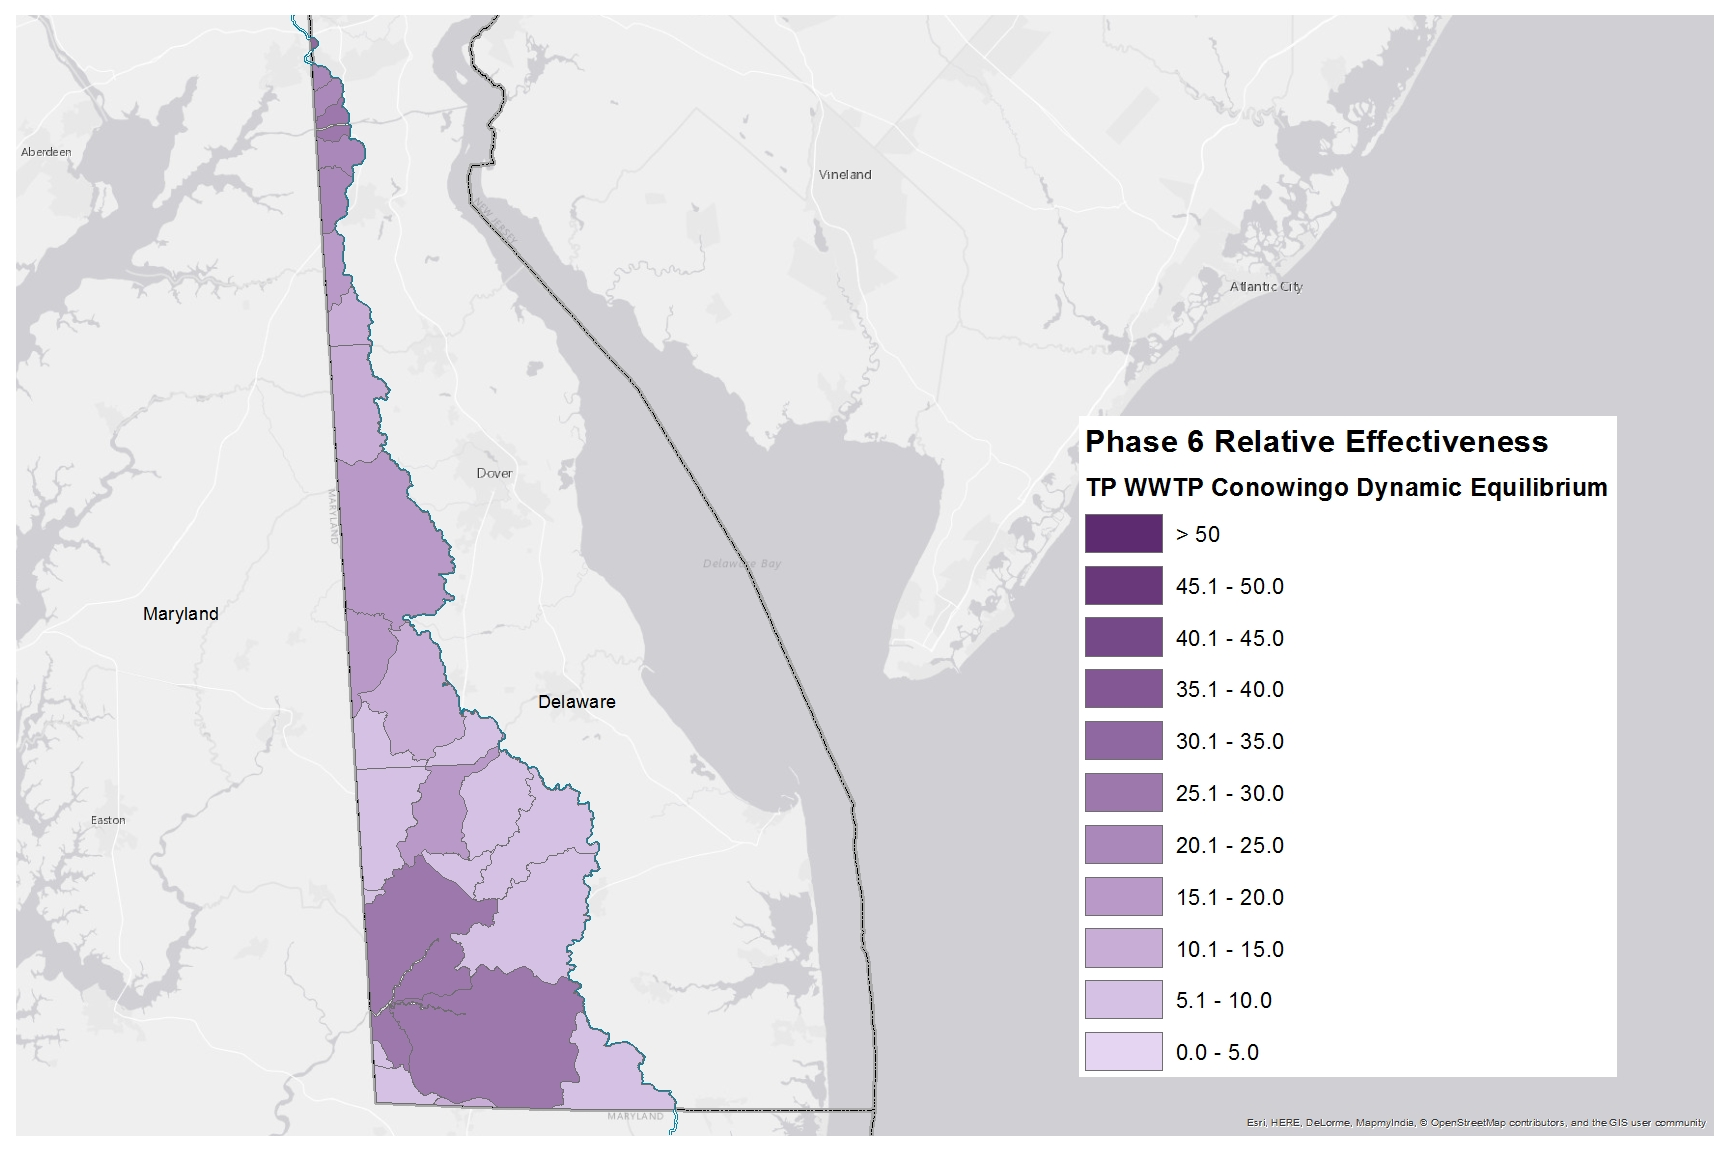 Aberdeen
Vineland
NEW JERSEY
Atlantic City
Phase 6 Relative Effectiveness
TP WWTP Conowingo Dynamic Equilibrium
> 50
45.1 - 50.0
40.1 - 45.0
35.1 - 40.0
30.1 - 35.0
25.1 - 30.0
20.1 - 25.0
15.1 - 20.0
10.1 - 15.0
5.1 - 10.0
0.0 - 5.0
Dover
MARYLAND
Delaware Bay
Maryland
Delaware
Easton
MARYLAND
Esri, HERE, DeLorme, MapmyIndia, © OpenStreetMap contributors, and the GIS user community